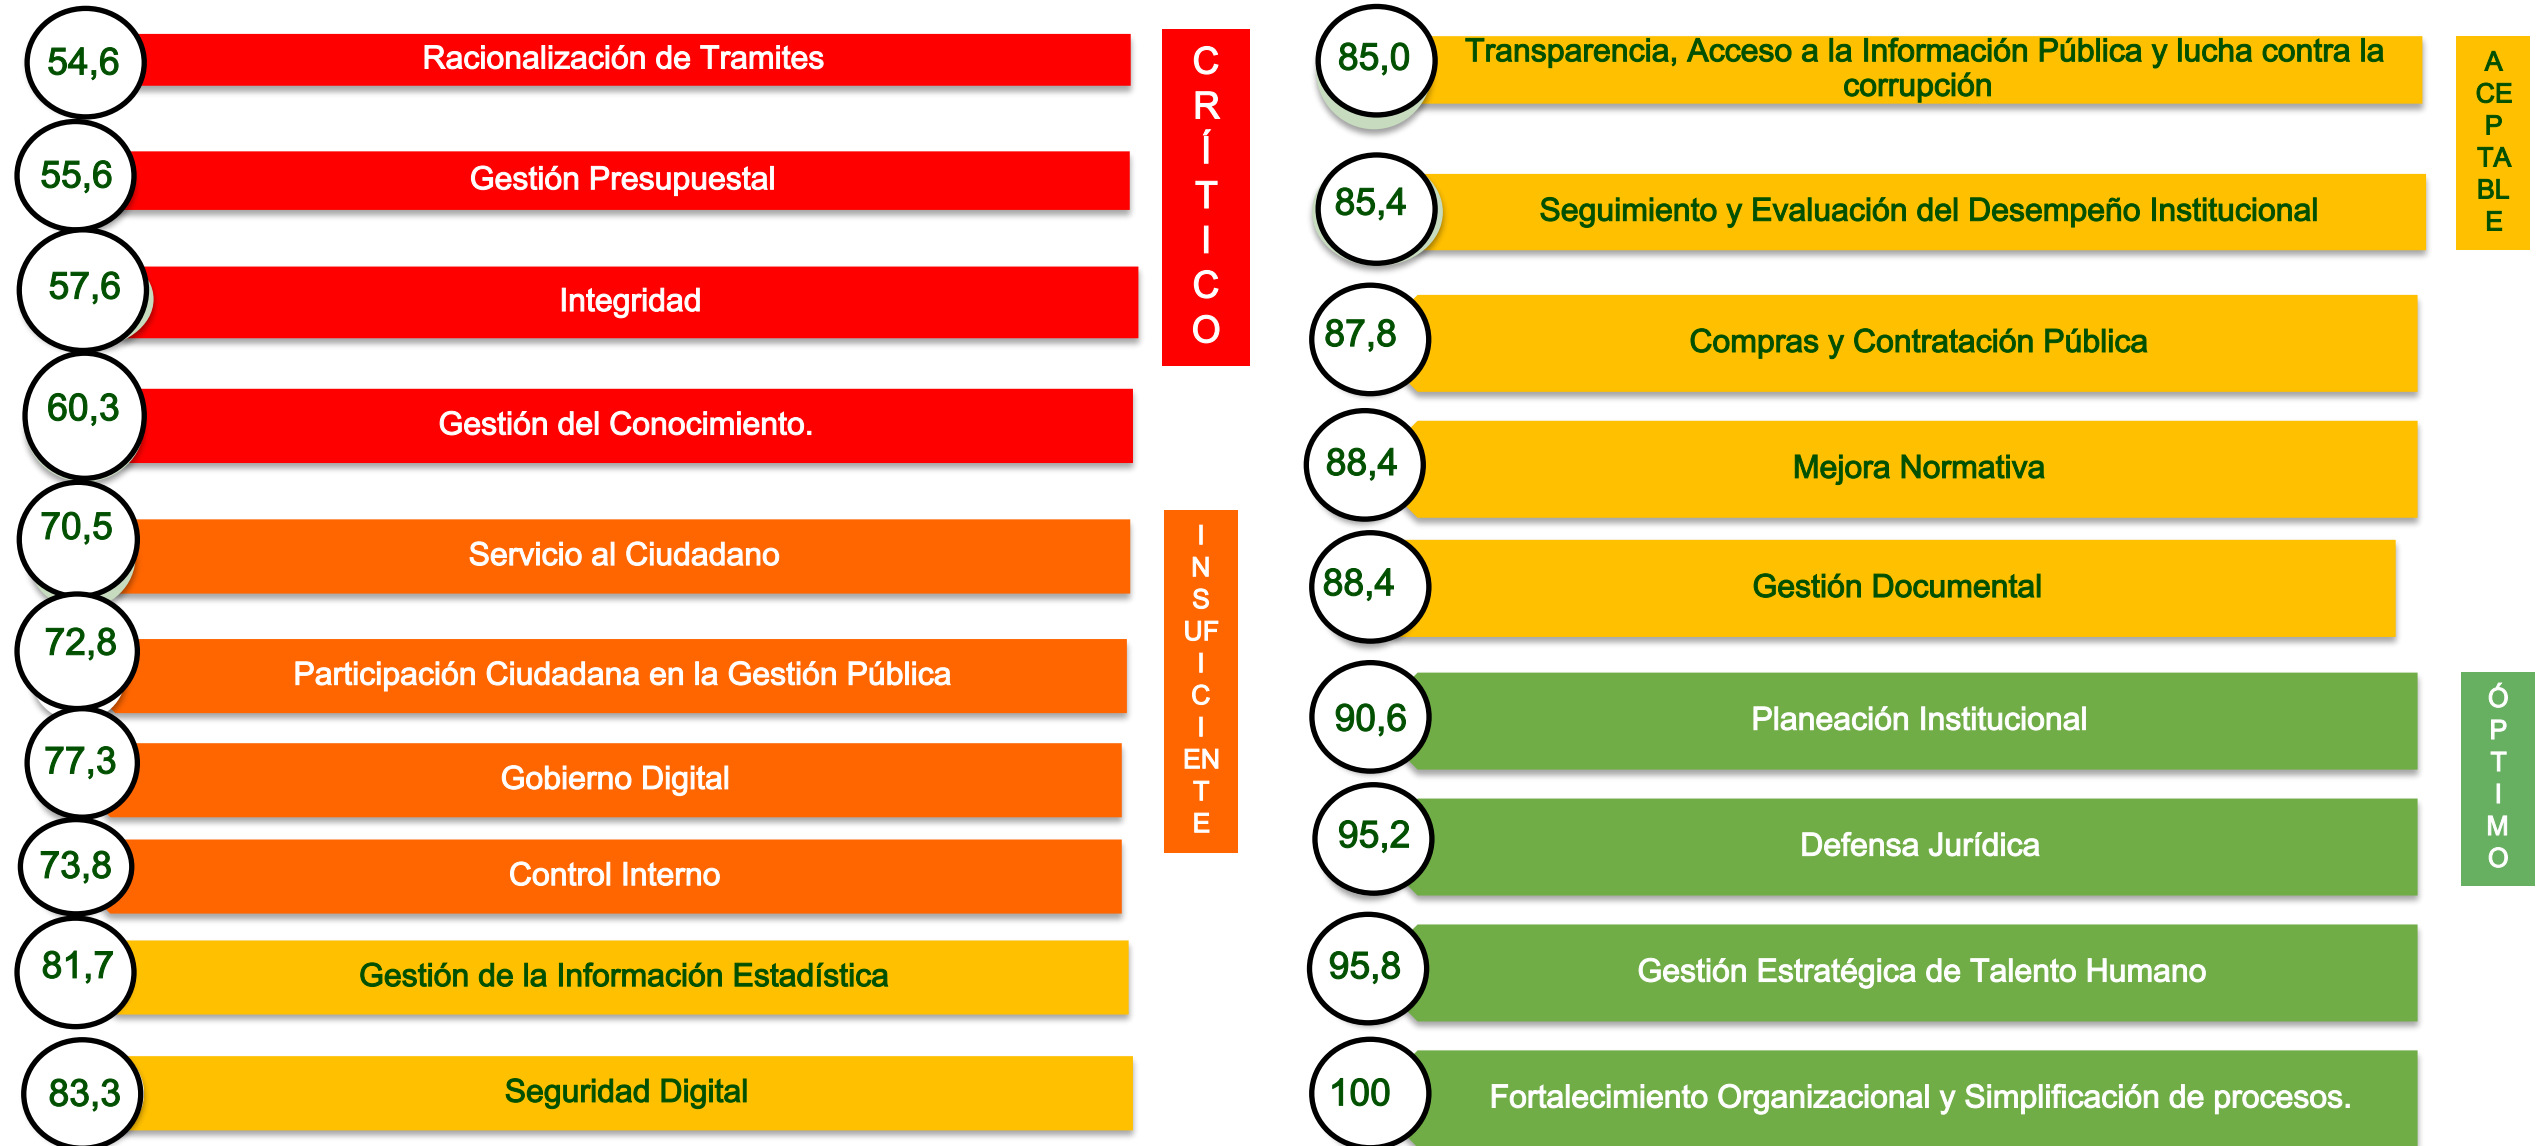 54,6
Racionalización de Tramites
55,6
Gestión Presupuestal
57,6
Integridad
60,3
Gestión del Conocimiento.
C
R
Í
T
I
C
O
70,5
Servicio al Ciudadano
72,8
Participación Ciudadana en la Gestión Pública
77,3
Gobierno Digital
73,8
Control Interno
I
N
S
UF
I
C
I
EN
T
E
81,7
Gestión de la Información Estadística
83,3
Seguridad Digital
85,0
Transparencia, Acceso a la Información Pública y lucha contra la
corrupción
85,4
Seguimiento y Evaluación del Desempeño Institucional
A
CE
P
TA
BL
E
87,8
Compras y Contratación Pública
88,4
Mejora Normativa
88,4
Gestión Documental
90,6
Planeación Institucional
95,2
Defensa Jurídica
Ó
P
T
I
M
O
95,8
Gestión Estratégica de Talento Humano
100
Fortalecimiento Organizacional y Simplificación de procesos.